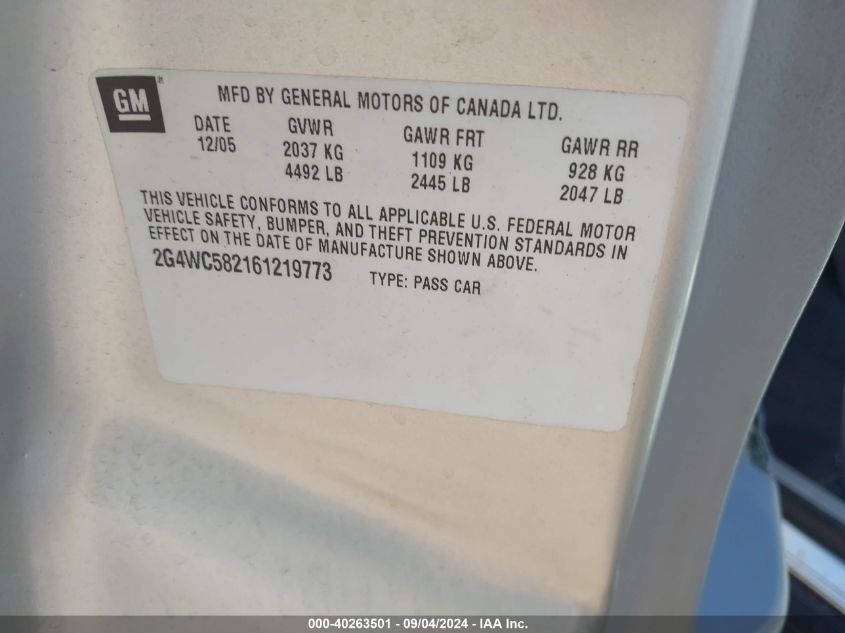 GM
MFD BY GENERAL MOTORS OF CANADA LTD.
DATE GVWR GAWR FRT GAWR RR
12/05 2037 KG 1109 KG 928 KG
4492 LB 2445 LB 2047 LB
THIS VEHICLE CONFORMS TO ALL APPLICABLE U.S. FEDERAL MOTOR
VEHICLE SAFETY, BUMPER, AND THEFT PREVENTION STANDARDS IN
EFFECT ON THE DATE OF MANUFACTURE SHOWN ABOVE.
2G4WC582161219773 TYPE: PASS CAR
000-40263501 - 09/04/2024 - IAA Inc.